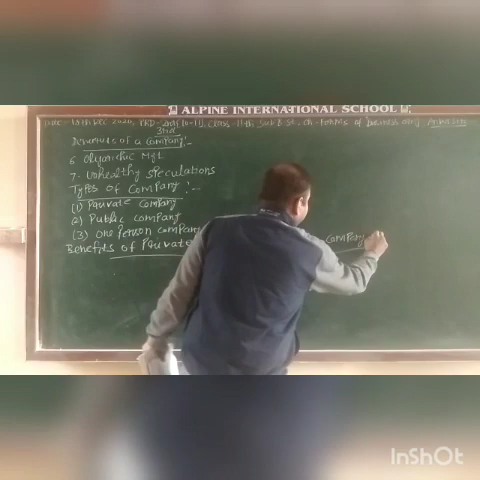 ALPINE INTERNATIONAL SCHOOL
Demerits of a company:-
6 Oligarchic Mgt
7. Unhealthy speculations
Types of Company :-
(1) Private Company
(2) Public Company
(3) One Person Company
Benefits of Private Company
InShOt